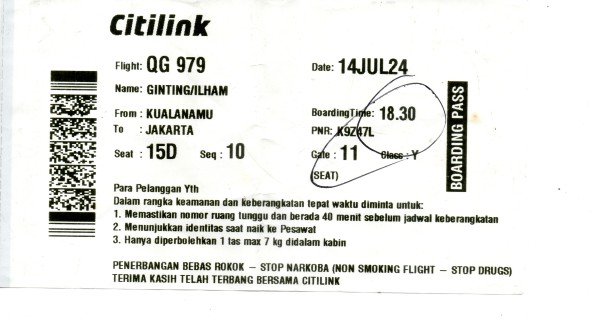 Citilink
Flight: QG 979 Date: 14JUL24
Name: GINTING/ILHAM
From : KUALANAMU BoardingTime: 18.30
To : JAKARTA PNR: K9Z47L
Seat : 15D Seq : 10 Gate : 11 Class : Y
(SEAT)
BOARDING PASS
Para Pelanggan Yth
Dalam rangka keamanan dan keberangkatan tepat waktu diminta untuk:
1. Memastikan nomor ruang tunggu dan berada 40 menit sebelum jadwal keberangkatan
2. Menunjukkan identitas saat naik ke Pesawat
3. Hanya diperbolehkan 1 tas max 7 kg didalam kabin
PENERBANGAN BEBAS ROKOK – STOP NARKOBA (NON SMOKING FLIGHT – STOP DRUGS)
TERIMA KASIH TELAH TERBANG BERSAMA CITILINK